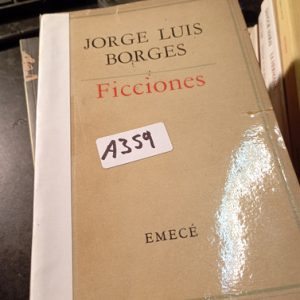 JORGE LUIS
BORGES
Ficciones
A359
EMECÉ